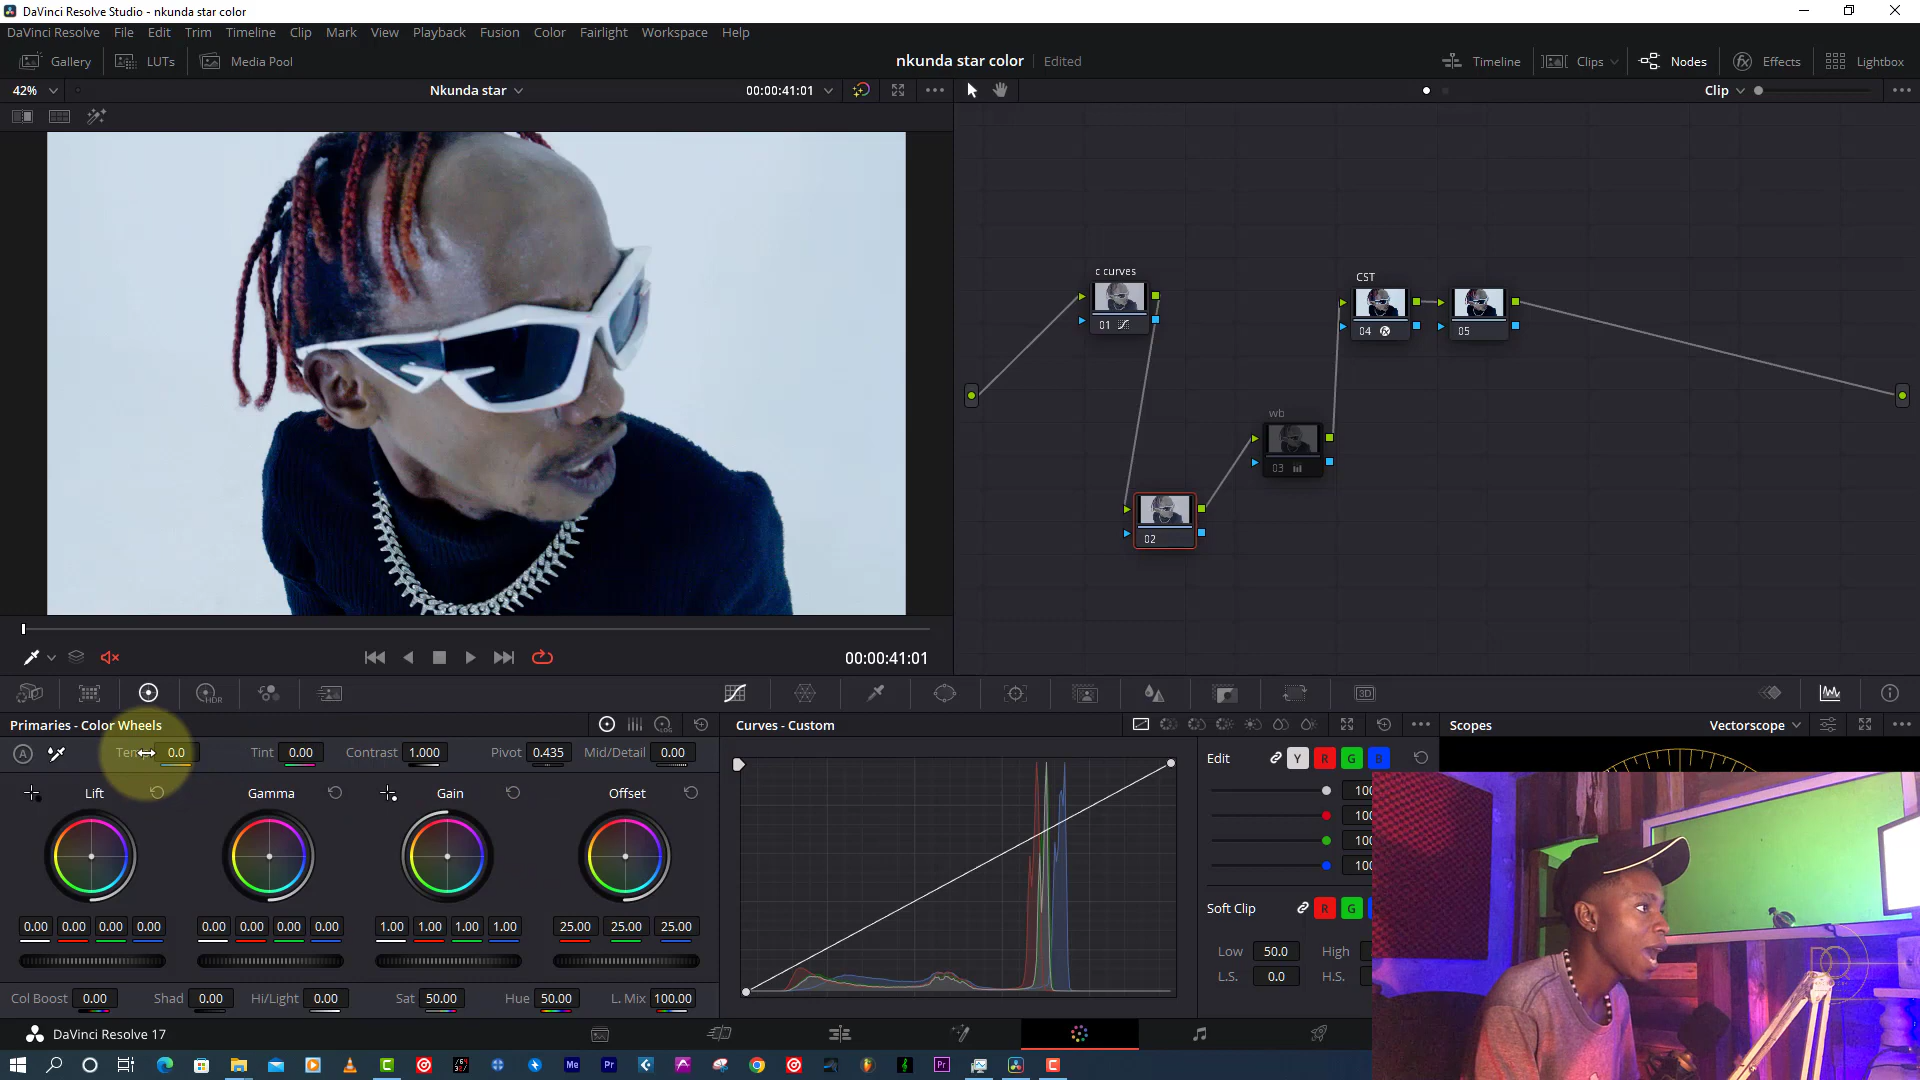 DaVinci Resolve Studio - nkunda star color
DaVinci Resolve File Edit Trim Timeline Clip Mark View Playback Fusion Color Fairlight Workspace Help
Gallery LUTs Media Pool nkunda star color Edited Timeline Clips Nodes Effects Lightbox
42% Nkunda star 00:00:41:01 Clip
c curves
01
CST
04
05
wb
03
02
00:00:41:01
HDR
3D
Primaries - Color Wheels
Curves - Custom
Scopes
Vectorscope
A
0.0 Tint 0.00 Contrast 1.000 Pivot 0.435 Mid/Detail 0.00
Lift Gamma Gain Offset
0.00 0.00 0.00 0.00 0.00 0.00 0.00 0.00 1.00 1.00 1.00 1.00 25.00 25.00 25.00
Col Boost 0.00 Shad 0.00 Hi/Light 0.00 Sat 50.00 Hue 50.00 L. Mix 100.00
Edit Y R G B
Soft Clip R G
Low 50.0 High
L.S. 0.0 H.S.
DaVinci Resolve 17
Me Pr Pr